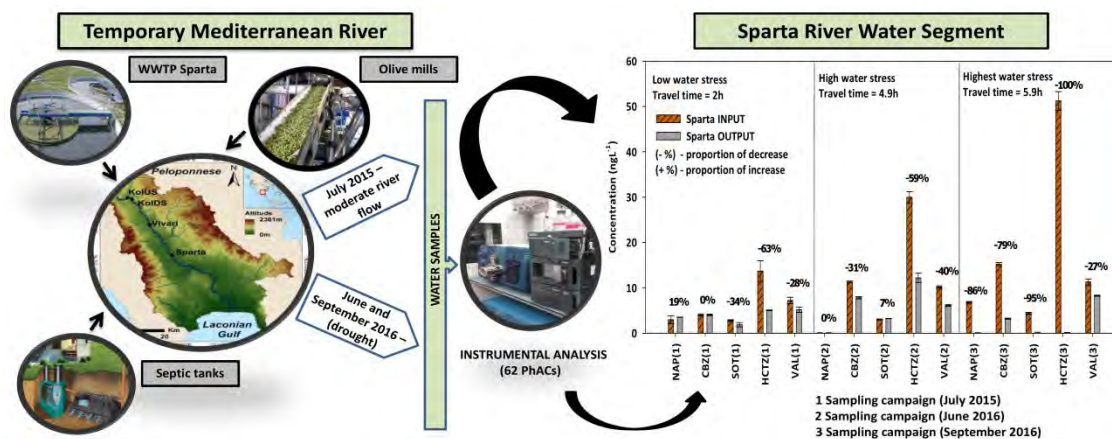 Temporary Mediterranean River
WWTP Sparta
Olive mills
Peloponnese
N
KolUS
KolDS
Vivari
Sparta
Altitude
2361m
0m
Km
20
Laconian
Gulf
Septic tanks
July 2015 –
moderate river
flow
June and
September 2016 –
(drought)
WATER SAMPLES
INSTRUMENTAL ANALYSIS
(62 PhACs)
Sparta River Water Segment
Concentration (ngL⁻¹)
60
50
40
30
20
10
0
Low water stress
Travel time = 2h
Sparta INPUT
Sparta OUTPUT
(- %) - proportion of decrease
(+ %) - proportion of increase
High water stress
Travel time = 4.9h
Highest water stress
Travel time = 5.9h
19%
0%
-34%
-63%
-28%
0%
-31%
7%
-59%
-40%
-86%
-79%
-95%
-100%
-27%
NAP(1)
CBZ(1)
SOT(1)
HCTZ(1)
VAL(1)
NAP(2)
CBZ(2)
SOT(2)
HCTZ(2)
VAL(2)
NAP(3)
CBZ(3)
SOT(3)
HCTZ(3)
VAL(3)
1 Sampling campaign (July 2015)
2 Sampling campaign (June 2016)
3 Sampling campaign (September 2016)